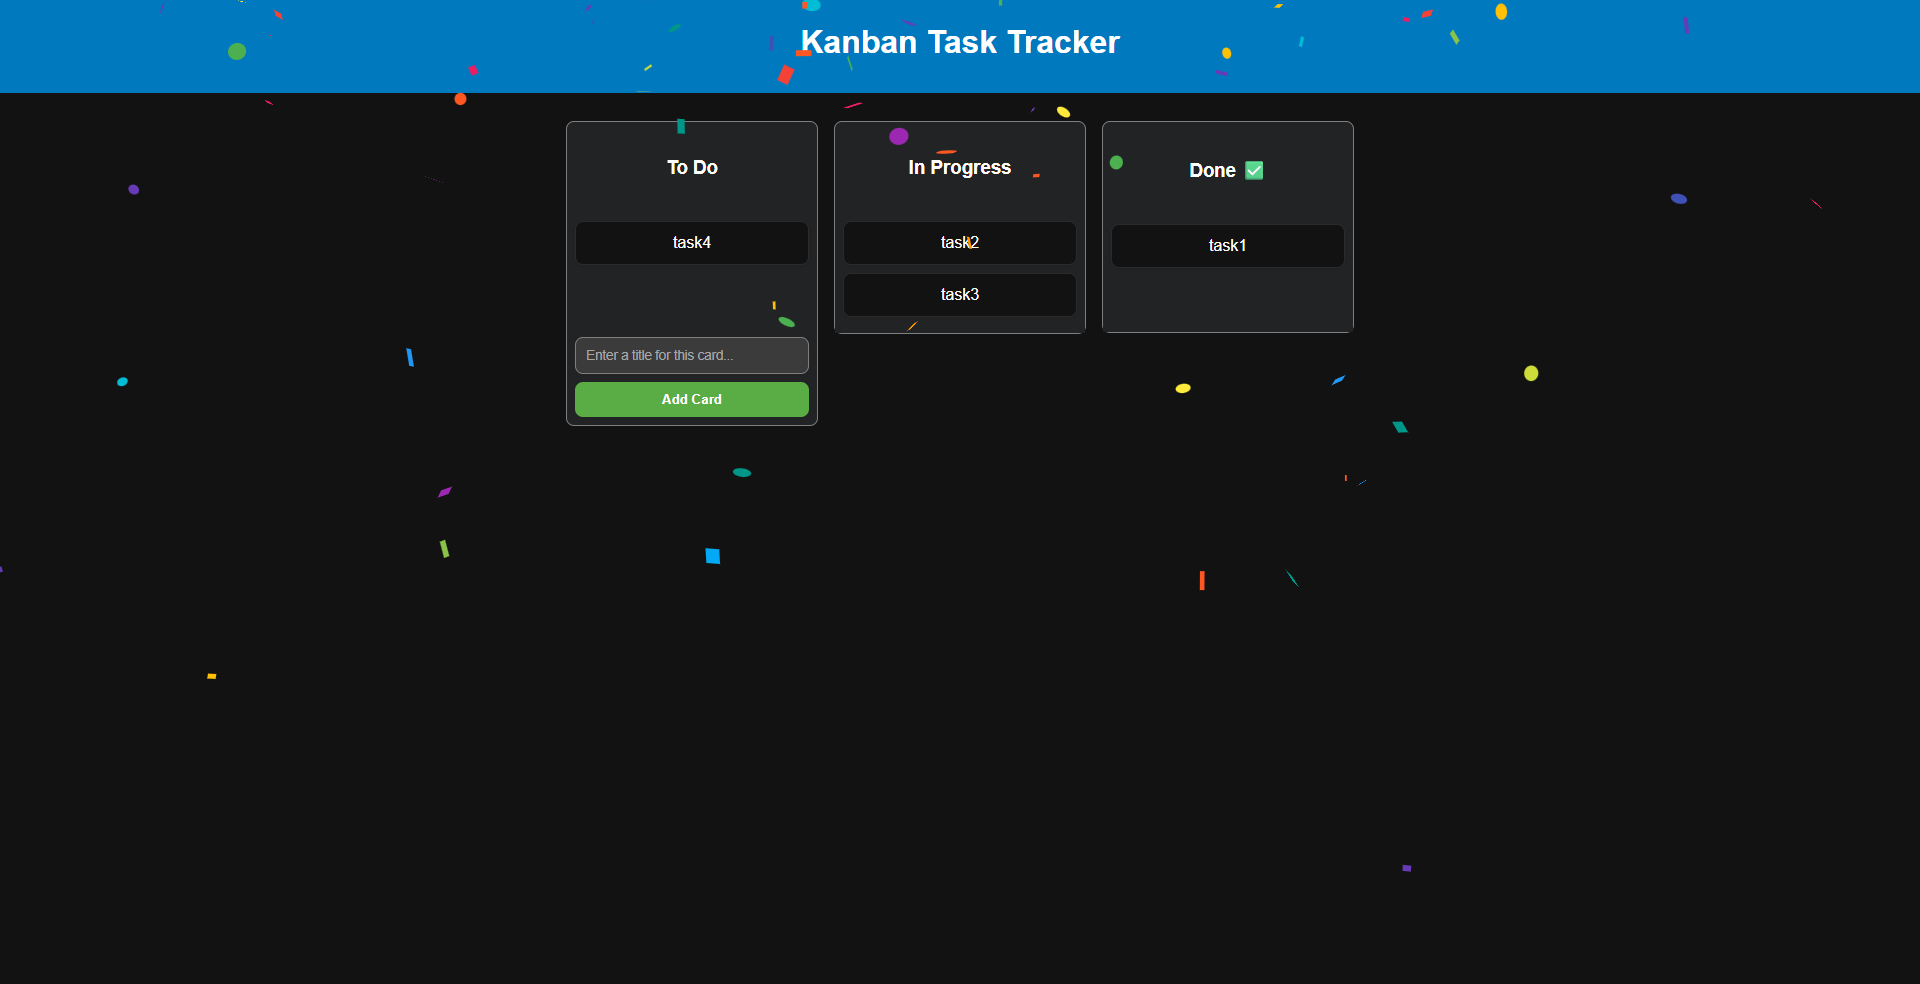 Kanban Task Tracker
To Do
task4
Enter a title for this card...
Add Card
In Progress
task2
task3
Done ✅
task1